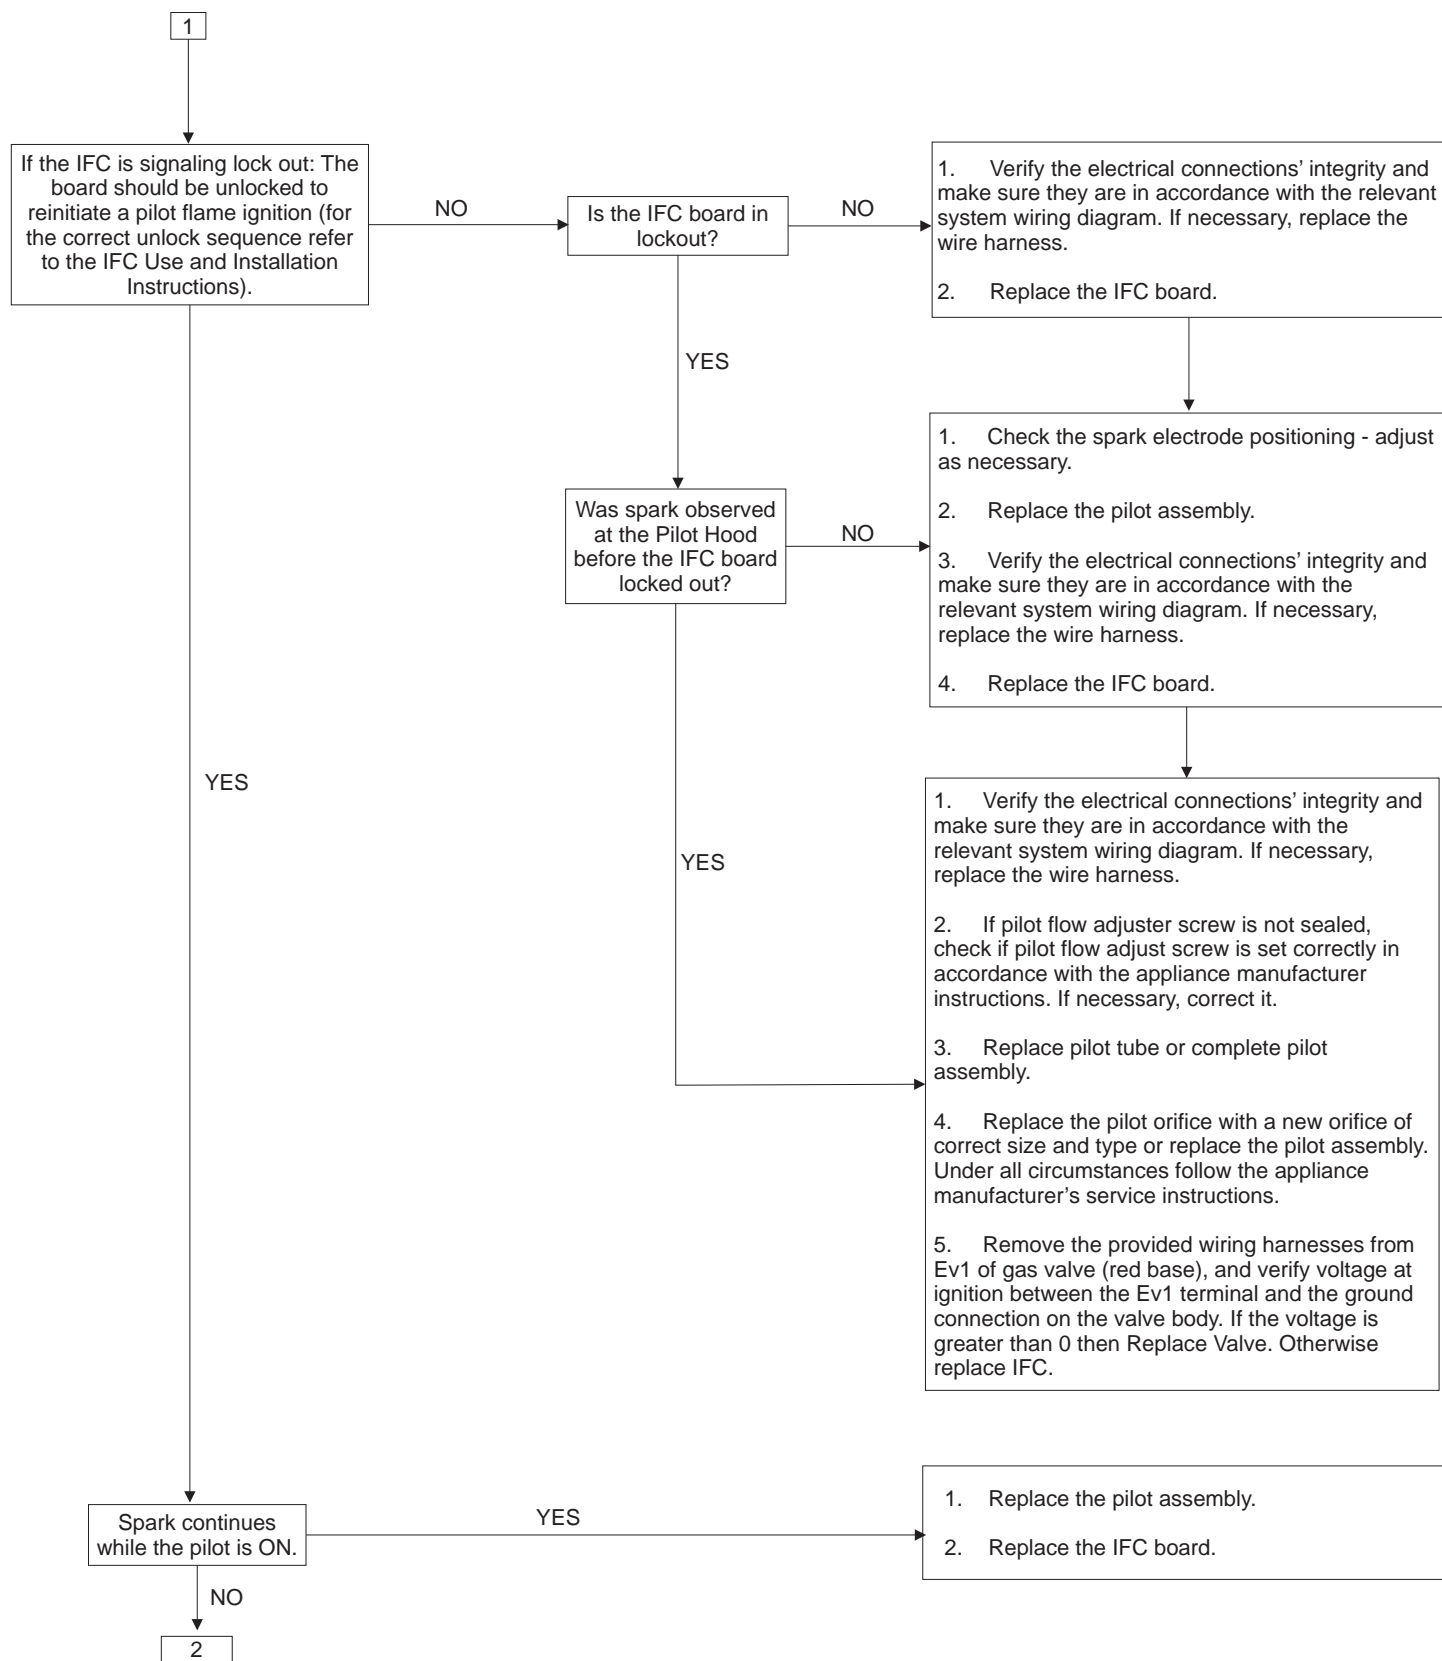 1
If the IFC is signaling lock out: The
board should be unlocked to
reinitiate a pilot flame ignition (for
the correct unlock sequence refer
to the IFC Use and Installation
Instructions).
NO
Is the IFC board in
lockout?
NO
1. Verify the electrical connections’ integrity and
make sure they are in accordance with the relevant
system wiring diagram. If necessary, replace the
wire harness.
2. Replace the IFC board.
YES
1. Check the spark electrode positioning - adjust
as necessary.
2. Replace the pilot assembly.
3. Verify the electrical connections’ integrity and
make sure they are in accordance with the
relevant system wiring diagram. If necessary,
replace the wire harness.
4. Replace the IFC board.
Was spark observed
at the Pilot Hood
before the IFC board
locked out?
NO
YES
YES
1. Verify the electrical connections’ integrity and
make sure they are in accordance with the
relevant system wiring diagram. If necessary,
replace the wire harness.
2. If pilot flow adjuster screw is not sealed,
check if pilot flow adjust screw is set correctly in
accordance with the appliance manufacturer
instructions. If necessary, correct it.
3. Replace pilot tube or complete pilot
assembly.
4. Replace the pilot orifice with a new orifice of
correct size and type or replace the pilot assembly.
Under all circumstances follow the appliance
manufacturer’s service instructions.
5. Remove the provided wiring harnesses from
Ev1 of gas valve (red base), and verify voltage at
ignition between the Ev1 terminal and the ground
connection on the valve body. If the voltage is
greater than 0 then Replace Valve. Otherwise
replace IFC.
Spark continues
while the pilot is ON.
YES
1. Replace the pilot assembly.
2. Replace the IFC board.
NO
2